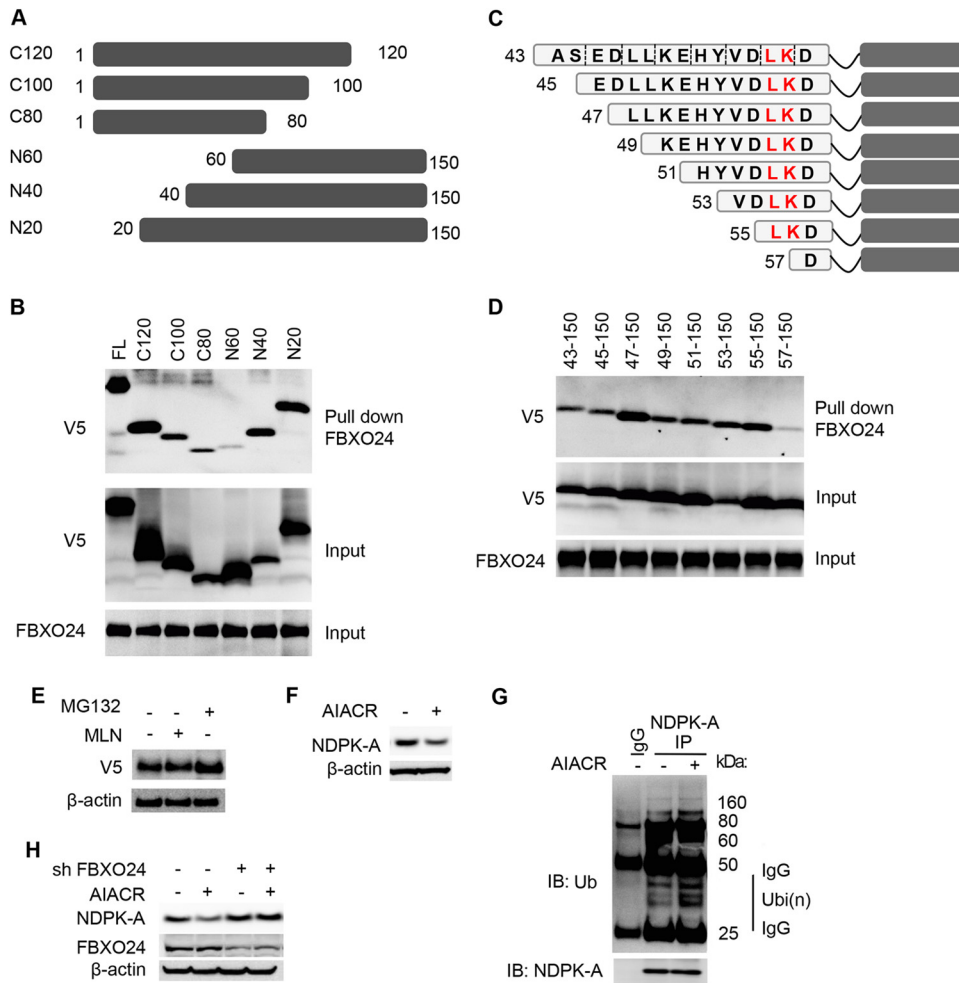 A
C120 1 120
C100 1 100
C80 1 80
N60 60 150
N40 40 150
N20 20 150
B
FL C120 C100 C80 N60 N40 N20
V5 Pull down FBXO24
V5 Input
FBXO24 Input
C
43 A S E D L L K E H Y V D L K D
45 E D L L K E H Y V D L K D
47 L L K E H Y V D L K D
49 K E H Y V D L K D
51 H Y V D L K D
53 V D L K D
55 L K D
57 D
D
43-150 45-150 47-150 49-150 51-150 53-150 55-150 57-150
V5 Pull down FBXO24
V5 Input
FBXO24 Input
E
MG132 - - +
MLN - + -
V5
β-actin
F
AIACR - +
NDPK-A
β-actin
G
IgG NDPK-A IP
AIACR - - + kDa:
160
80
60
50 IgG
IB: Ub Ubi(n)
25 IgG
IB: NDPK-A
H
sh FBXO24 - - + +
AIACR - + - +
NDPK-A
FBXO24
β-actin